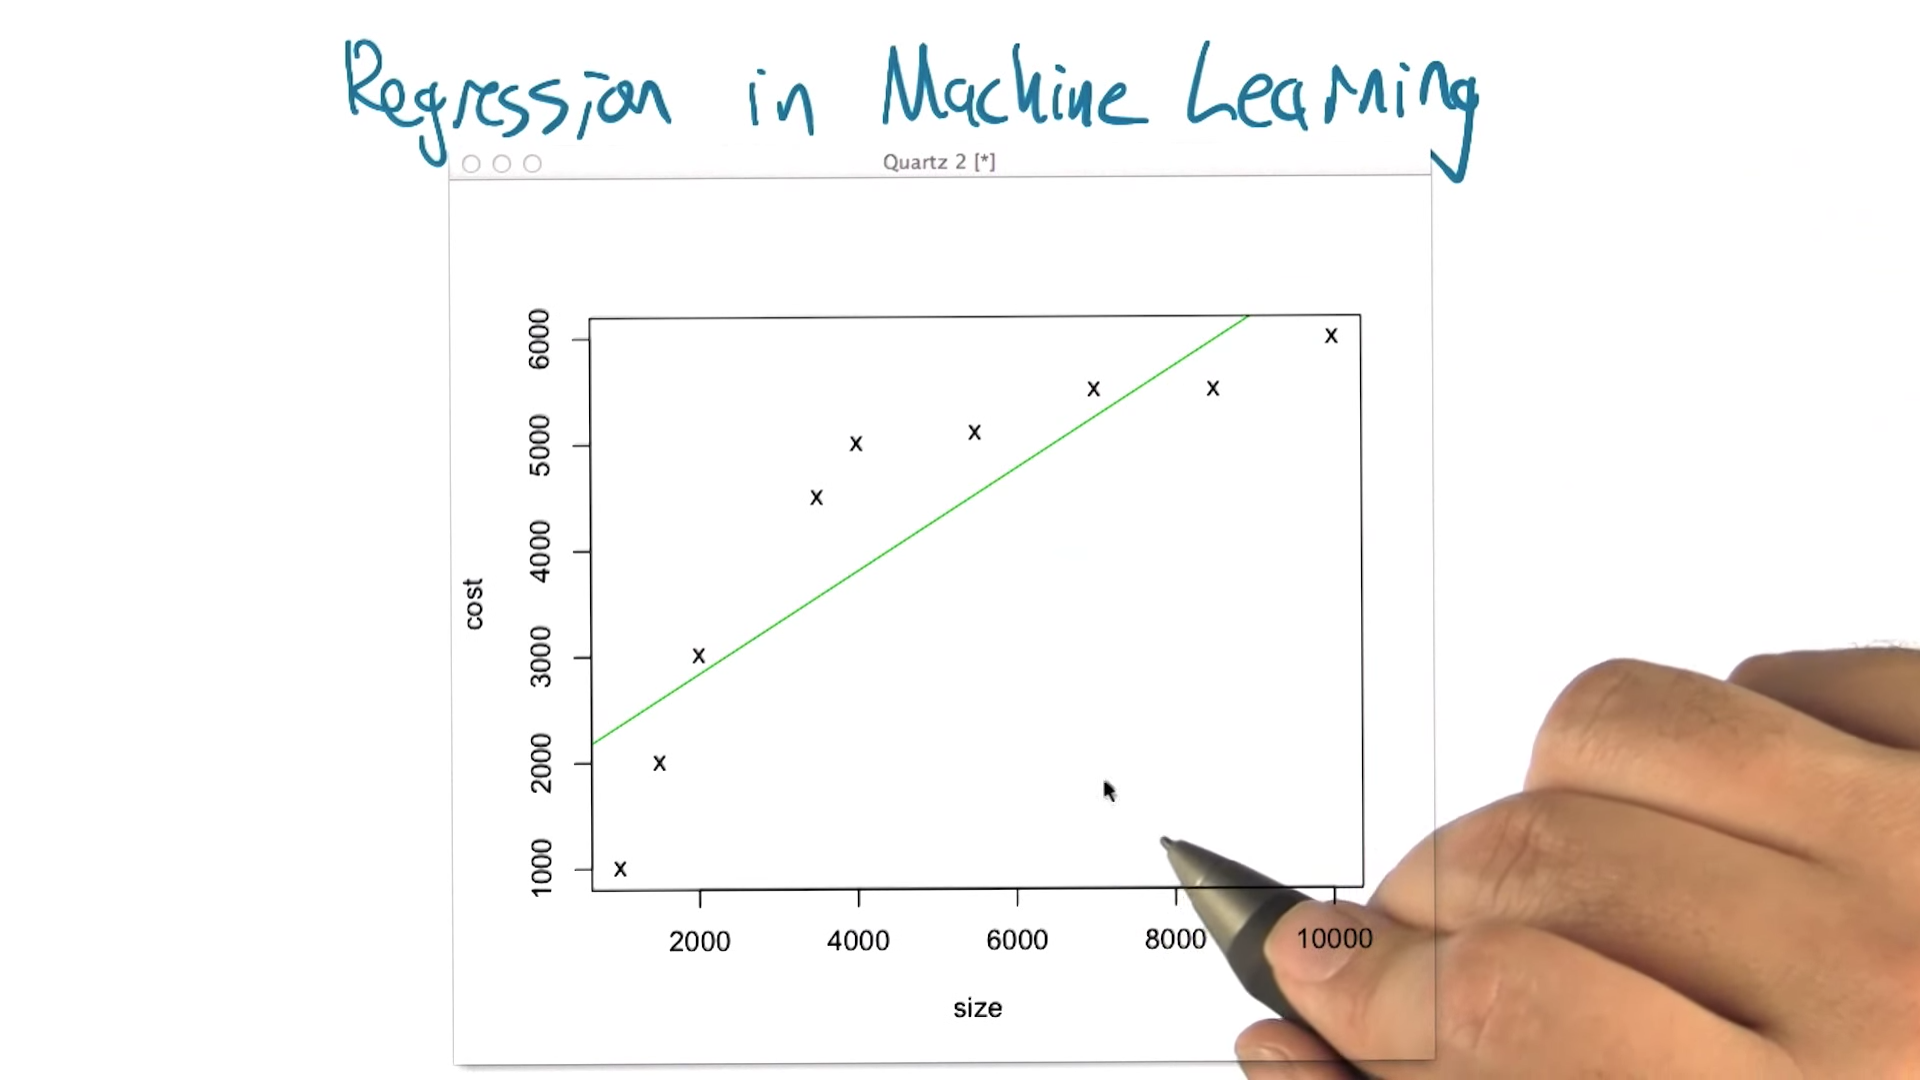 Regression in Machine Learning
Quartz 2 [*]
6000
5000
4000
3000
2000
1000
cost
x x x x x x x x x
2000 4000 6000 8000 10000
size